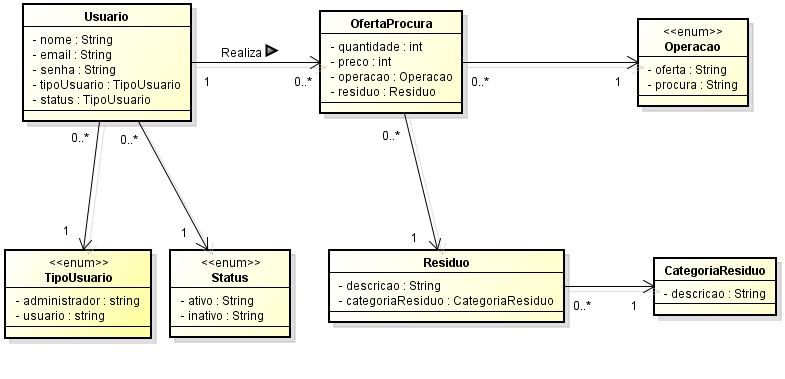 Usuario
- nome : String
- email : String
- senha : String
- tipoUsuario : TipoUsuario
- status : TipoUsuario
Realiza
1
0..*
OfertaProcura
- quantidade : int
- preco : int
- operacao : Operacao
- residuo : Residuo
0..*
1
<<enum>>
Operacao
- oferta : String
- procura : String
0..*
0..*
0..*
1
1
1
<<enum>>
TipoUsuario
- administrador : string
- usuario : string
<<enum>>
Status
- ativo : String
- inativo : String
Residuo
- descricao : String
- categoriaResiduo : CategoriaResiduo
0..*
1
CategoriaResiduo
- descricao : String